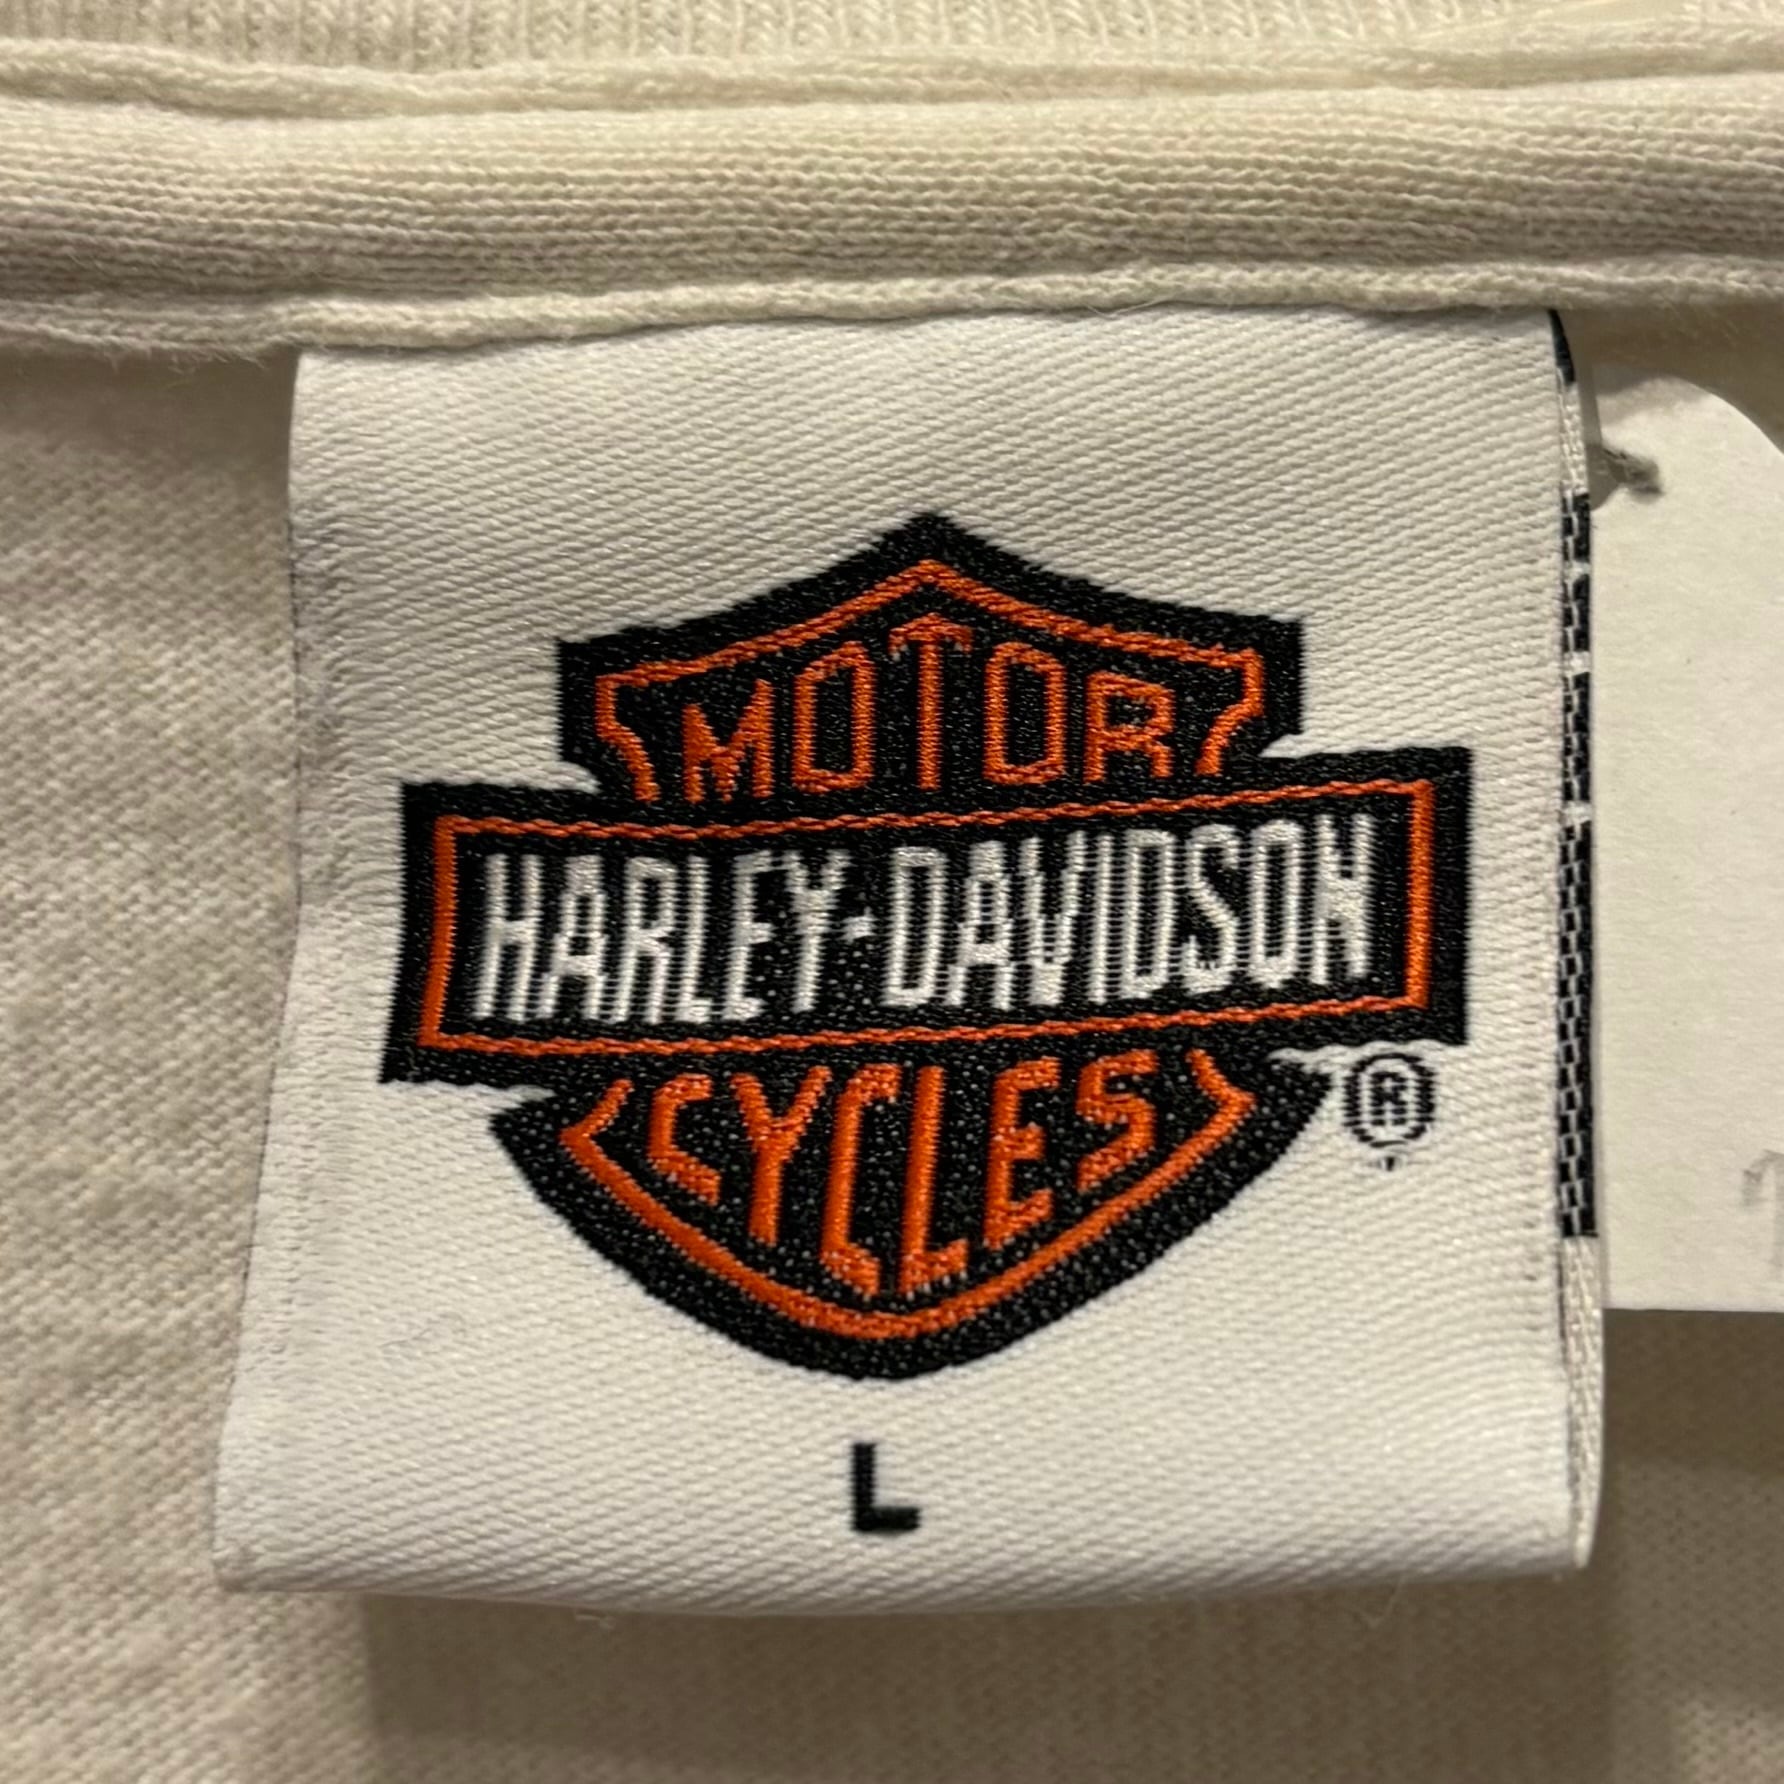 MOTOR
HARLEY-DAVIDSON
CYCLES
®
L